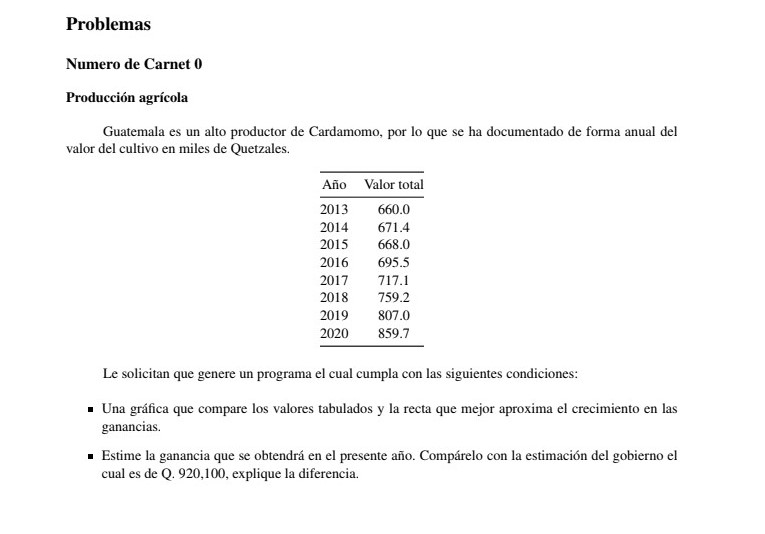 Problemas
Numero de Carnet 0
Producción agrícola
Guatemala es un alto productor de Cardamomo, por lo que se ha documentado de forma anual del
valor del cultivo en miles de Quetzales.
Año Valor total
2013 660.0
2014 671.4
2015 668.0
2016 695.5
2017 717.1
2018 759.2
2019 807.0
2020 859.7
Le solicitan que genere un programa el cual cumpla con las siguientes condiciones:
▪ Una gráfica que compare los valores tabulados y la recta que mejor aproxima el crecimiento en las
ganancias.
▪ Estime la ganancia que se obtendrá en el presente año. Compárelo con la estimación del gobierno el
cual es de Q. 920,100, explique la diferencia.